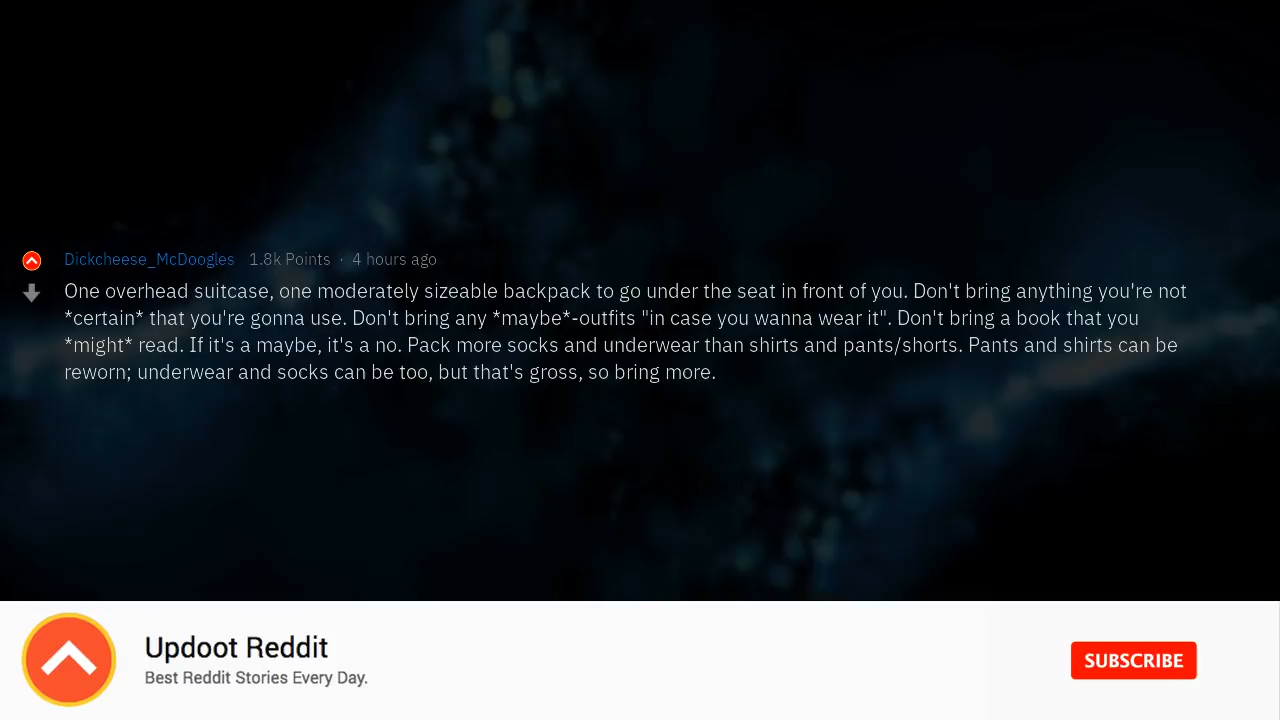 Dickcheese_McDoogles 1.8k Points · 4 hours ago
One overhead suitcase, one moderately sizeable backpack to go under the seat in front of you. Don't bring anything you're not
*certain* that you're gonna use. Don't bring any *maybe*-outfits "in case you wanna wear it". Don't bring a book that you
*might* read. If it's a maybe, it's a no. Pack more socks and underwear than shirts and pants/shorts. Pants and shirts can be
reworn; underwear and socks can be too, but that's gross, so bring more.
Updoot Reddit
Best Reddit Stories Every Day.
SUBSCRIBE